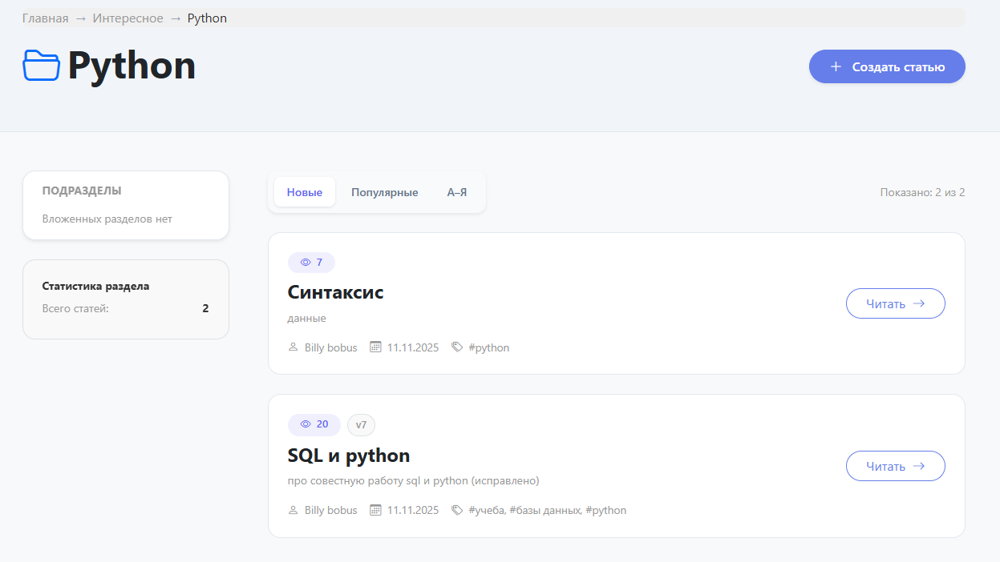 Главная → Интересное → Python
Python
+ Создать статью
ПОДРАЗДЕЛЫ
Вложенных разделов нет
Статистика раздела
Всего статей: 2
Новые Популярные А–Я
Показано: 2 из 2
7
Синтаксис
данные
Billy bobus 11.11.2025 #python
Читать →
20 v7
SQL и python
про совестную работу sql и python (исправлено)
Billy bobus 11.11.2025 #учеба, #базы данных, #python
Читать →